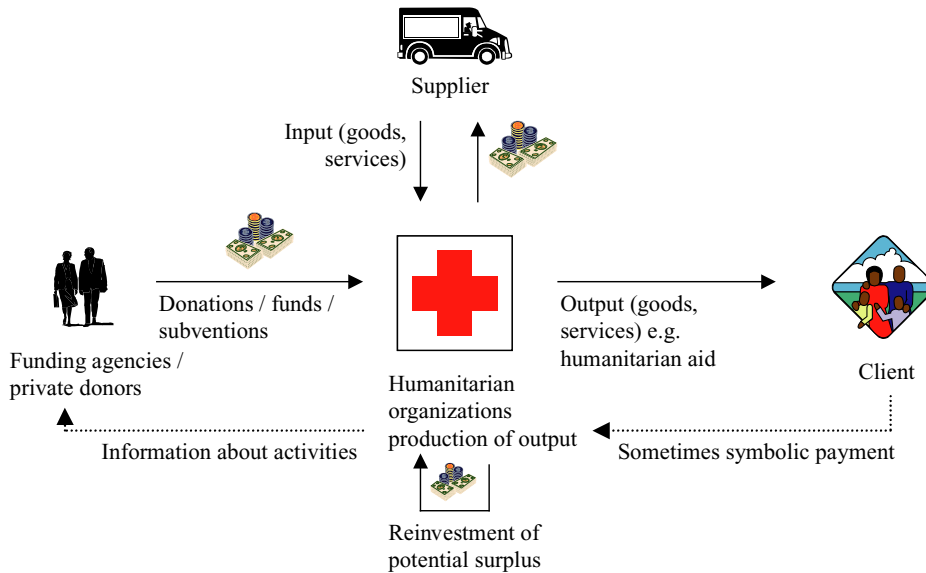 Supplier
Input (goods,
services)
Donations / funds /
subventions
Output (goods,
services) e.g.
humanitarian aid
Funding agencies /
private donors
Client
Humanitarian
organizations
production of output
Information about activities
Sometimes symbolic payment
Reinvestment of
potential surplus